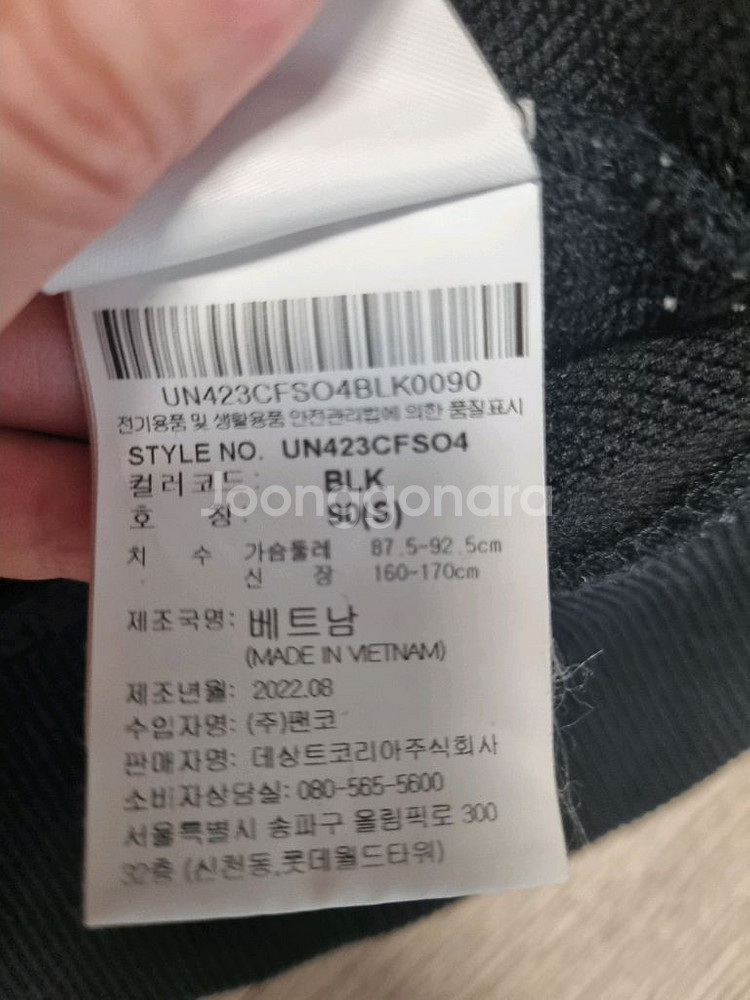 UN423CFSO4BLK0090
전기용품 및 생활용품 안전관리법에 의한 품질표시
STYLE NO. UN423CFSO4
컬러코드: BLK
호 칭: S0(S)
치 수 가슴둘레 87.5-92.5cm
신 장 160-170cm
제조국명: 베트남
(MADE IN VIETNAM)
제조년월: 2022.08
수입자명: (주)팬코
판매자명: 데상트코리아주식회사
소비자상담실: 080-565-5600
서울특별시 송파구 올림픽로 300
32층 (신천동,롯데월드타워)
Joonggonara